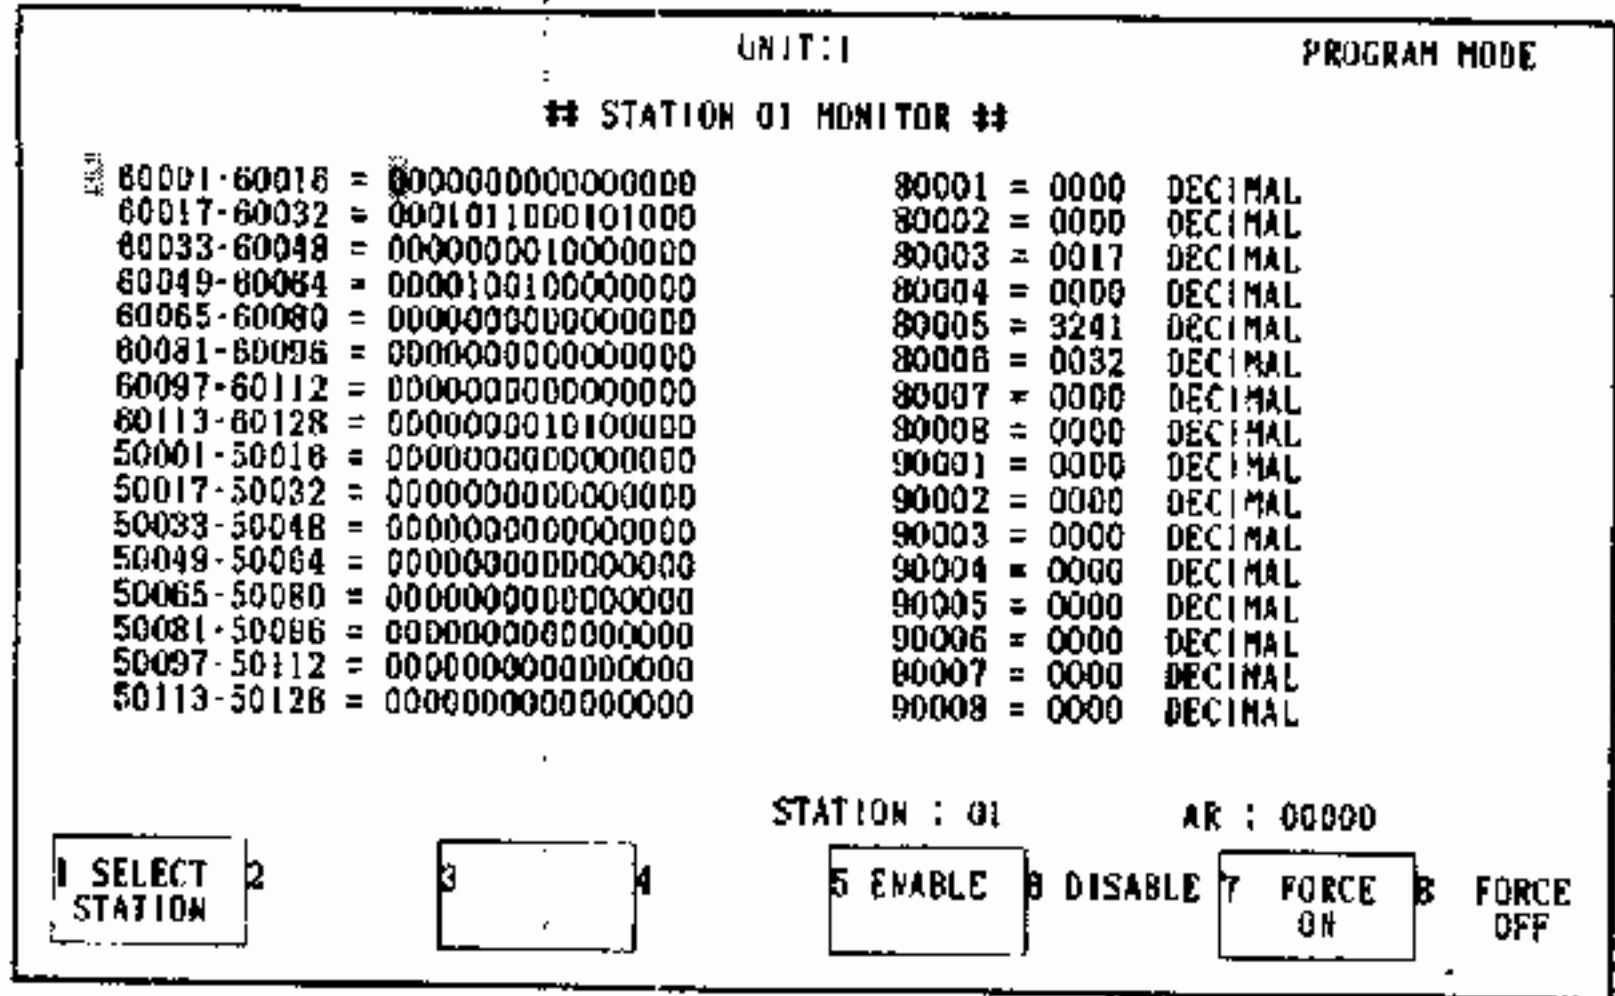 UNIT:1
PROGRAM MODE
## STATION 01 MONITOR ##
60001-60016 = 0000000000000000 80001 = 0000 DECIMAL
60017-60032 = 0001011000101000 80002 = 0000 DECIMAL
60033-60048 = 0000000010000000 80003 = 0017 DECIMAL
60049-60064 = 0000100100000000 80004 = 0000 DECIMAL
60065-60080 = 0000000000000000 80005 = 3241 DECIMAL
60081-60096 = 0000000000000000 80006 = 0032 DECIMAL
60097-60112 = 0000000000000000 80007 = 0000 DECIMAL
60113-60128 = 0000000010100000 80008 = 0000 DECIMAL
50001-50016 = 0000000000000000 90001 = 0000 DECIMAL
50017-50032 = 0000000000000000 90002 = 0000 DECIMAL
50033-50048 = 0000000000000000 90003 = 0000 DECIMAL
50049-50064 = 0000000000000000 90004 = 0000 DECIMAL
50065-50080 = 0000000000000000 90005 = 0000 DECIMAL
50081-50096 = 0000000000000000 90006 = 0000 DECIMAL
50097-50112 = 0000000000000000 90007 = 0000 DECIMAL
50113-50128 = 0000000000000000 90008 = 0000 DECIMAL
STATION : 01 AR : 00000
1 SELECT STATION
2
3
4
5 ENABLE
6 DISABLE
7 FORCE ON
8 FORCE OFF